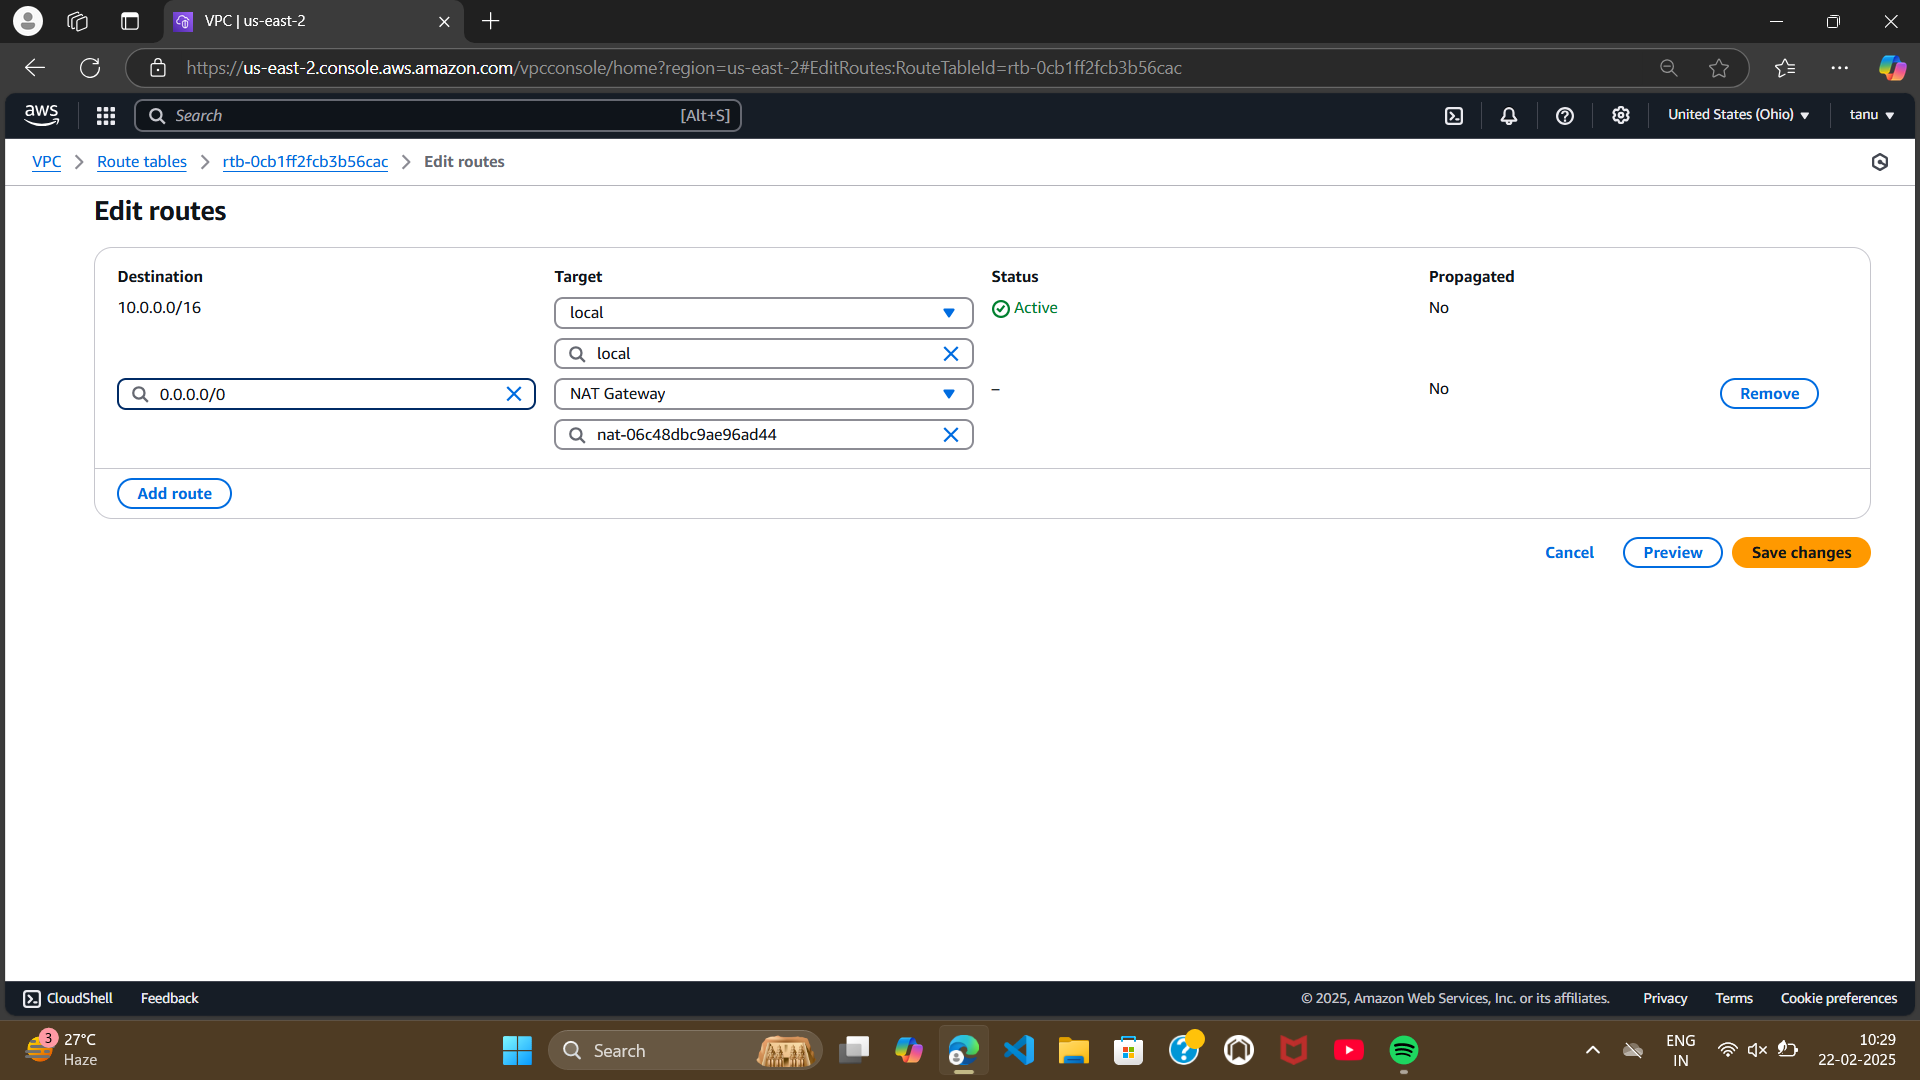 VPC | us-east-2
https://us-east-2.console.aws.amazon.com/vpcconsole/home?region=us-east-2#EditRoutes:RouteTableId=rtb-0cb1ff2fcb3b56cac
aws
Search
[Alt+S]
United States (Ohio)
tanu
VPC
Route tables
rtb-0cb1ff2fcb3b56cac
Edit routes
Edit routes
Destination Target Status Propagated
10.0.0.0/16 local Active No
local
0.0.0.0/0 NAT Gateway – No Remove
nat-06c48dbc9ae96ad44
Add route
Cancel Preview Save changes
CloudShell Feedback © 2025, Amazon Web Services, Inc. or its affiliates. Privacy Terms Cookie preferences
3
27°C
Haze
Search
ENG
IN
10:29
22-02-2025